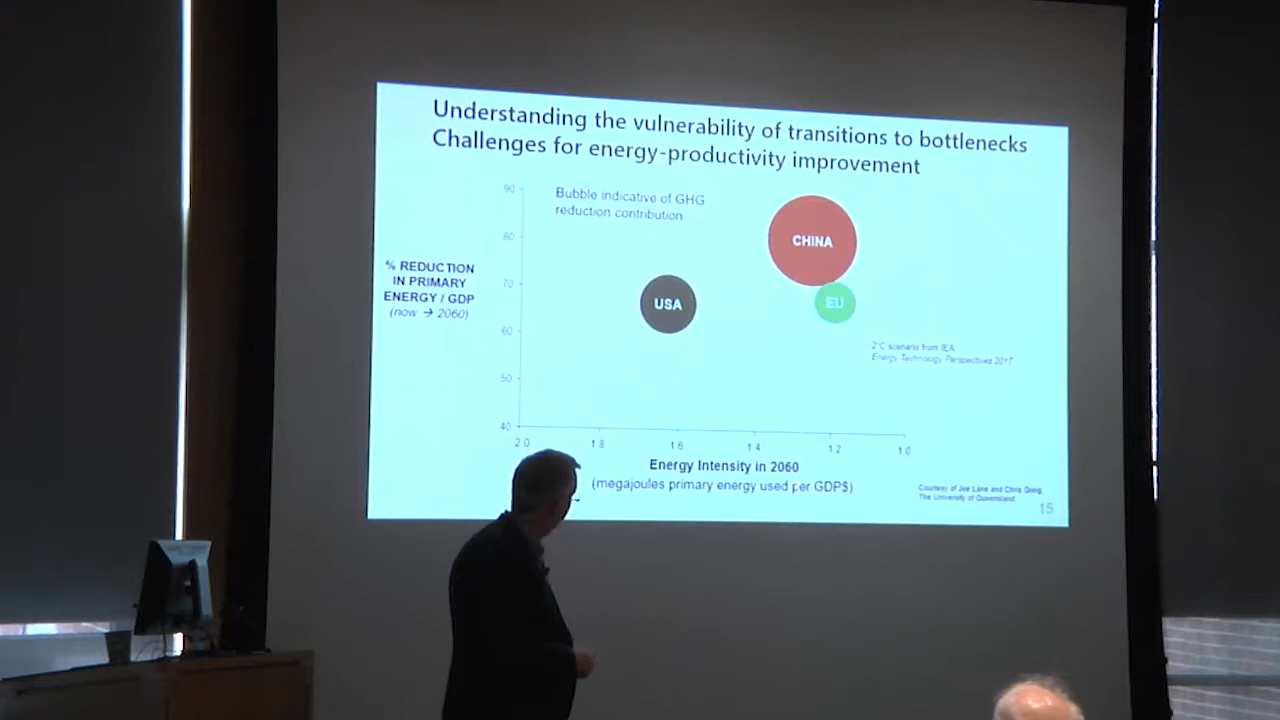 Understanding the vulnerability of transitions to bottlenecks
Challenges for energy-productivity improvement
Bubble indicative of GHG
reduction contribution
% REDUCTION
IN PRIMARY
ENERGY / GDP
(now → 2060)
90
80
70
60
50
40
CHINA
USA
EU
2°C scenario from IEA
Energy Technology Perspectives 2017
2.0 1.8 1.6 1.4 1.2 1.0
Energy Intensity in 2060
(megajoules primary energy used per GDP$)
Courtesy of Joe Lane and Chris Greig,
The University of Queensland
15